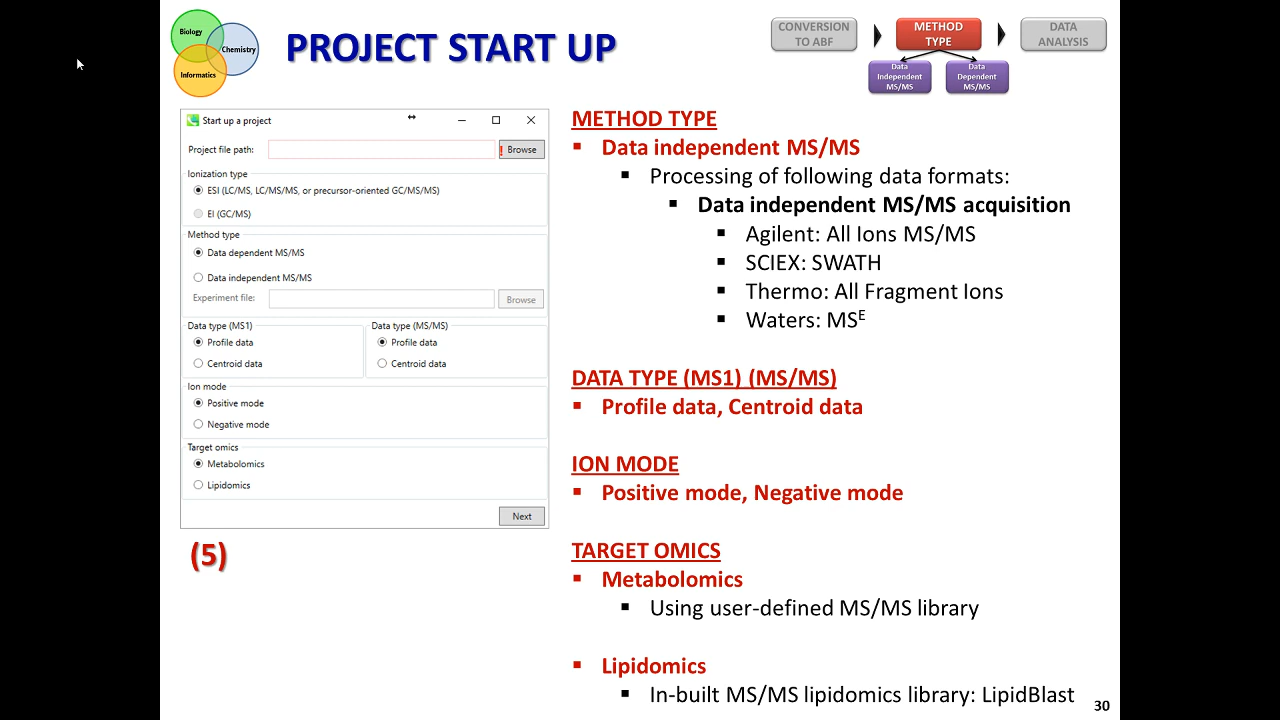 Biology
Chemistry
Informatics
PROJECT START UP
CONVERSION
TO ABF
METHOD
TYPE
DATA
ANALYSIS
Data
Independent
MS/MS
Data
Dependent
MS/MS
Start up a project
Project file path:
! Browse
Ionization type
ESI (LC/MS, LC/MS/MS, or precursor-oriented GC/MS/MS)
EI (GC/MS)
Method type
Data dependent MS/MS
Data independent MS/MS
Experiment file:
Browse
Data type (MS1)
Profile data
Centroid data
Data type (MS/MS)
Profile data
Centroid data
Ion mode
Positive mode
Negative mode
Target omics
Metabolomics
Lipidomics
Next
(5)
METHOD TYPE
▪ Data independent MS/MS
▪ Processing of following data formats:
▪ Data independent MS/MS acquisition
▪ Agilent: All Ions MS/MS
▪ SCIEX: SWATH
▪ Thermo: All Fragment Ions
▪ Waters: MSᴱ
DATA TYPE (MS1) (MS/MS)
▪ Profile data, Centroid data
ION MODE
▪ Positive mode, Negative mode
TARGET OMICS
▪ Metabolomics
▪ Using user-defined MS/MS library
▪ Lipidomics
▪ In-built MS/MS lipidomics library: LipidBlast
30